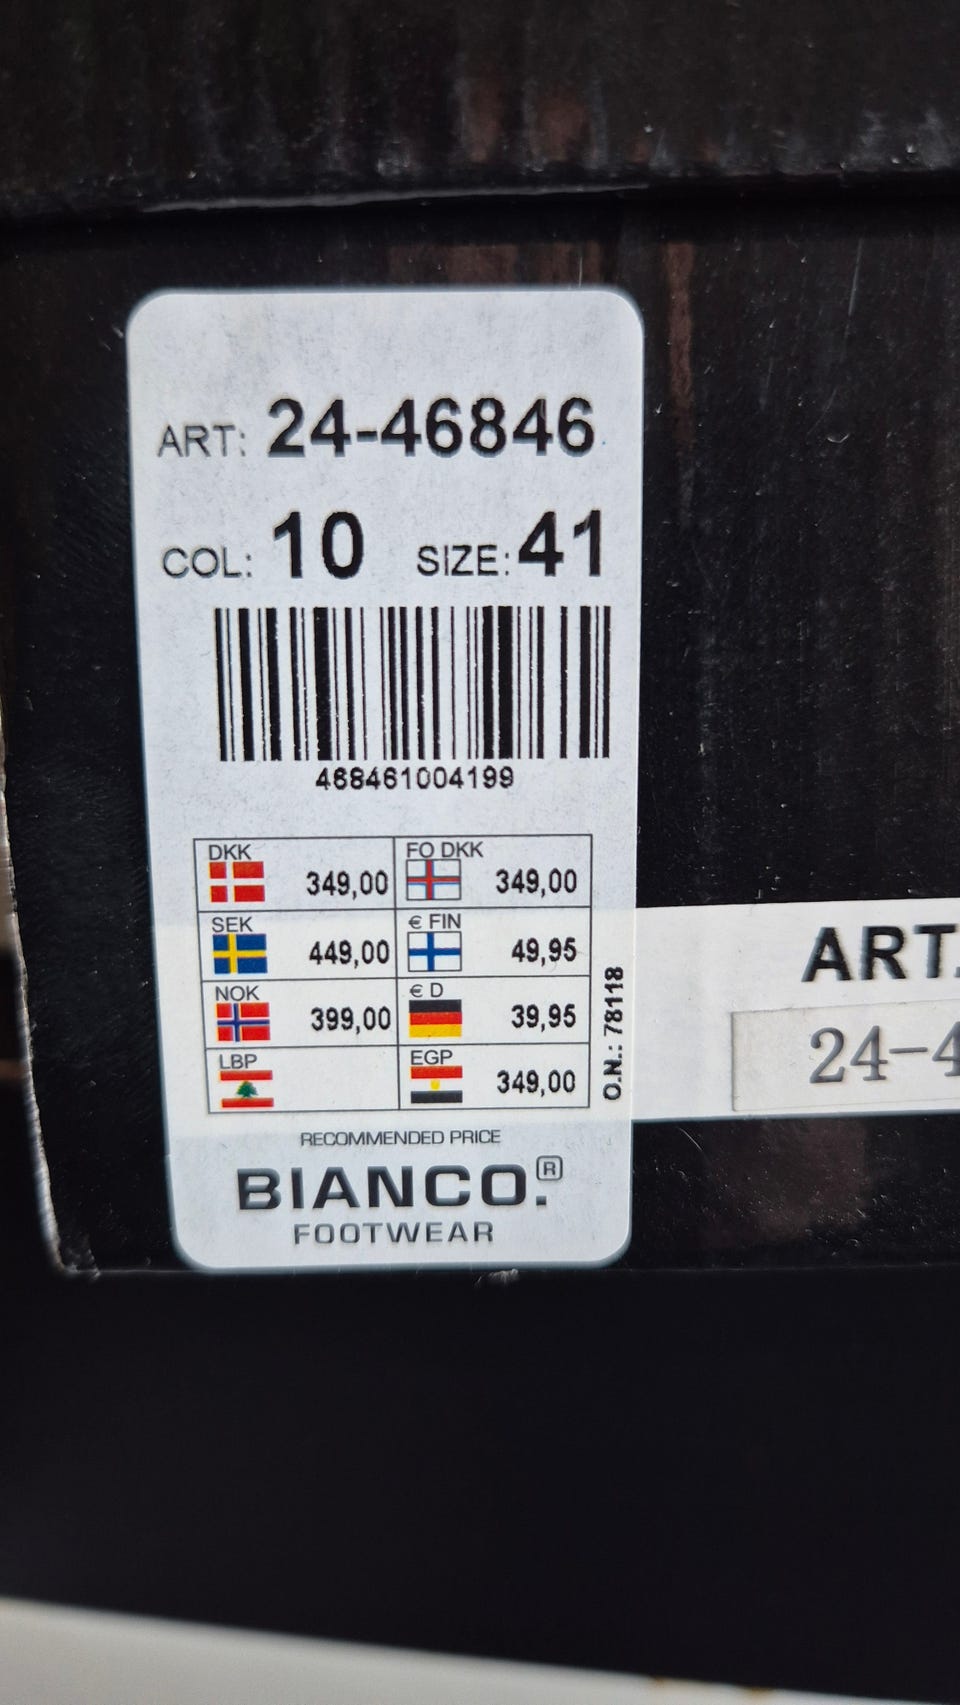 ART: 24-46846
COL: 10 SIZE: 41
468461004199
DKK 349,00 FO DKK 349,00
SEK 449,00 € FIN 49,95
NOK 399,00 € D 39,95
LBP EGP 349,00
O.N.: 78118
RECOMMENDED PRICE
BIANCO.®
FOOTWEAR
ART.
24-4